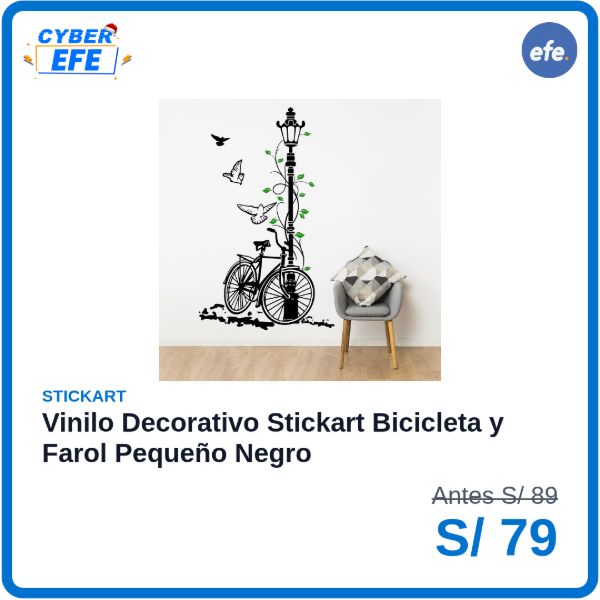 CYBER
EFE
efe.
STICKART
Vinilo Decorativo Stickart Bicicleta y
Farol Pequeño Negro
Antes S/ 89
S/ 79